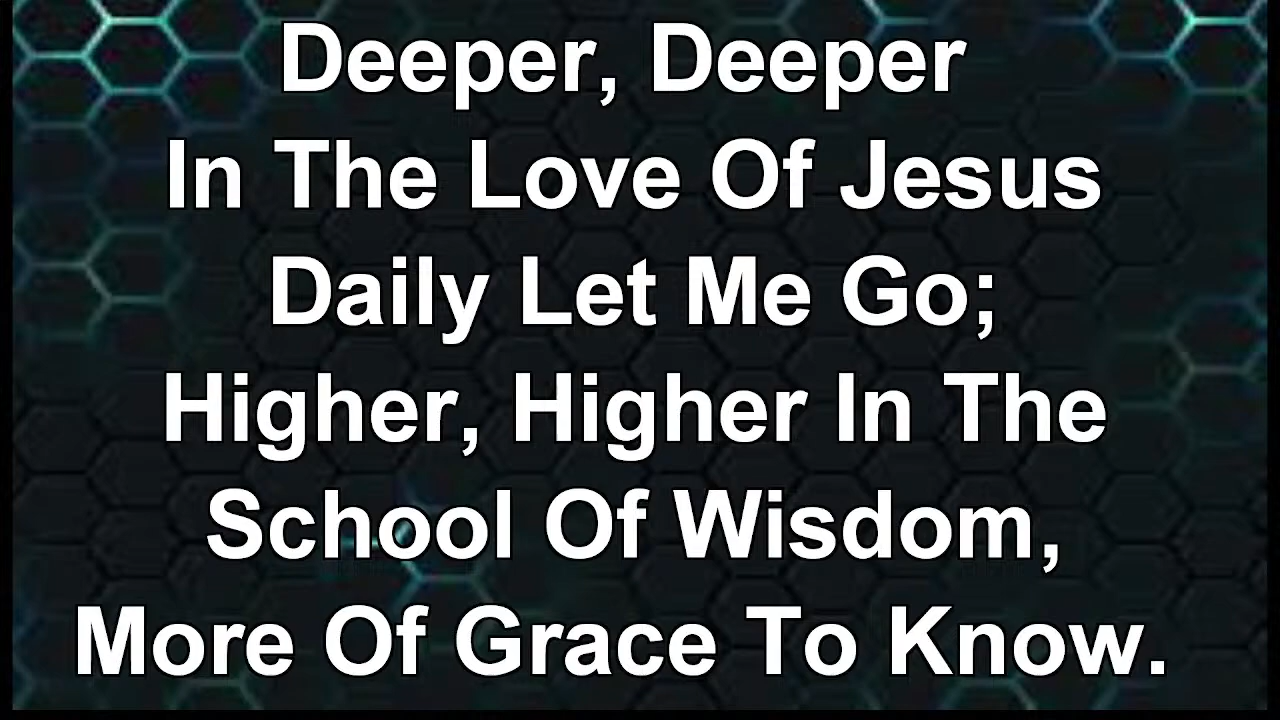 Deeper, Deeper
In The Love Of Jesus
Daily Let Me Go;
Higher, Higher In The
School Of Wisdom,
More Of Grace To Know.